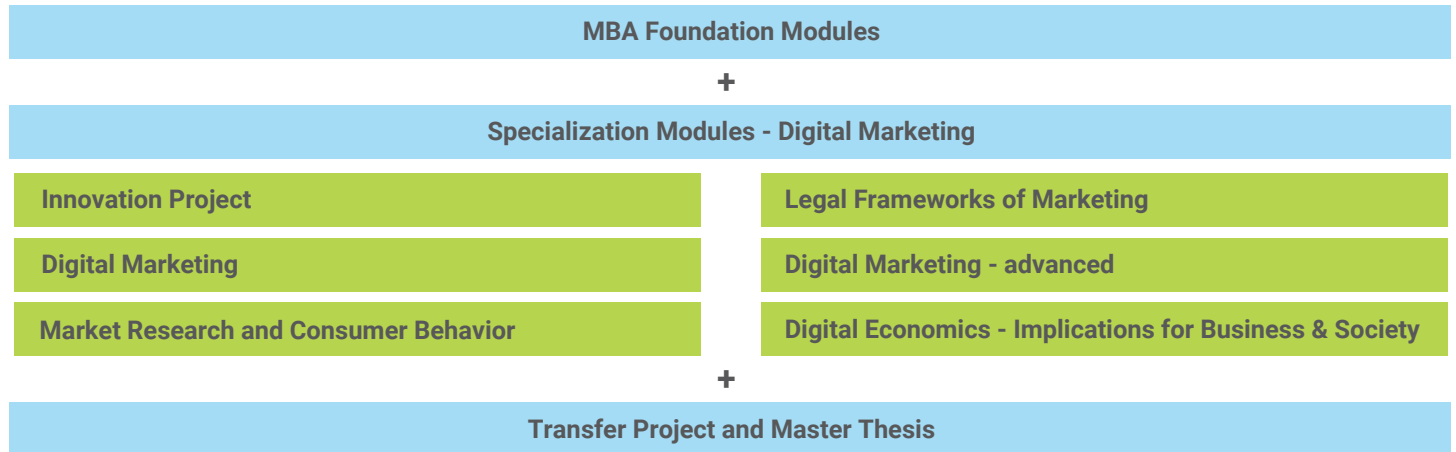 MBA Foundation Modules
+
Specialization Modules - Digital Marketing
Innovation Project
Legal Frameworks of Marketing
Digital Marketing
Digital Marketing - advanced
Market Research and Consumer Behavior
Digital Economics - Implications for Business & Society
+
Transfer Project and Master Thesis